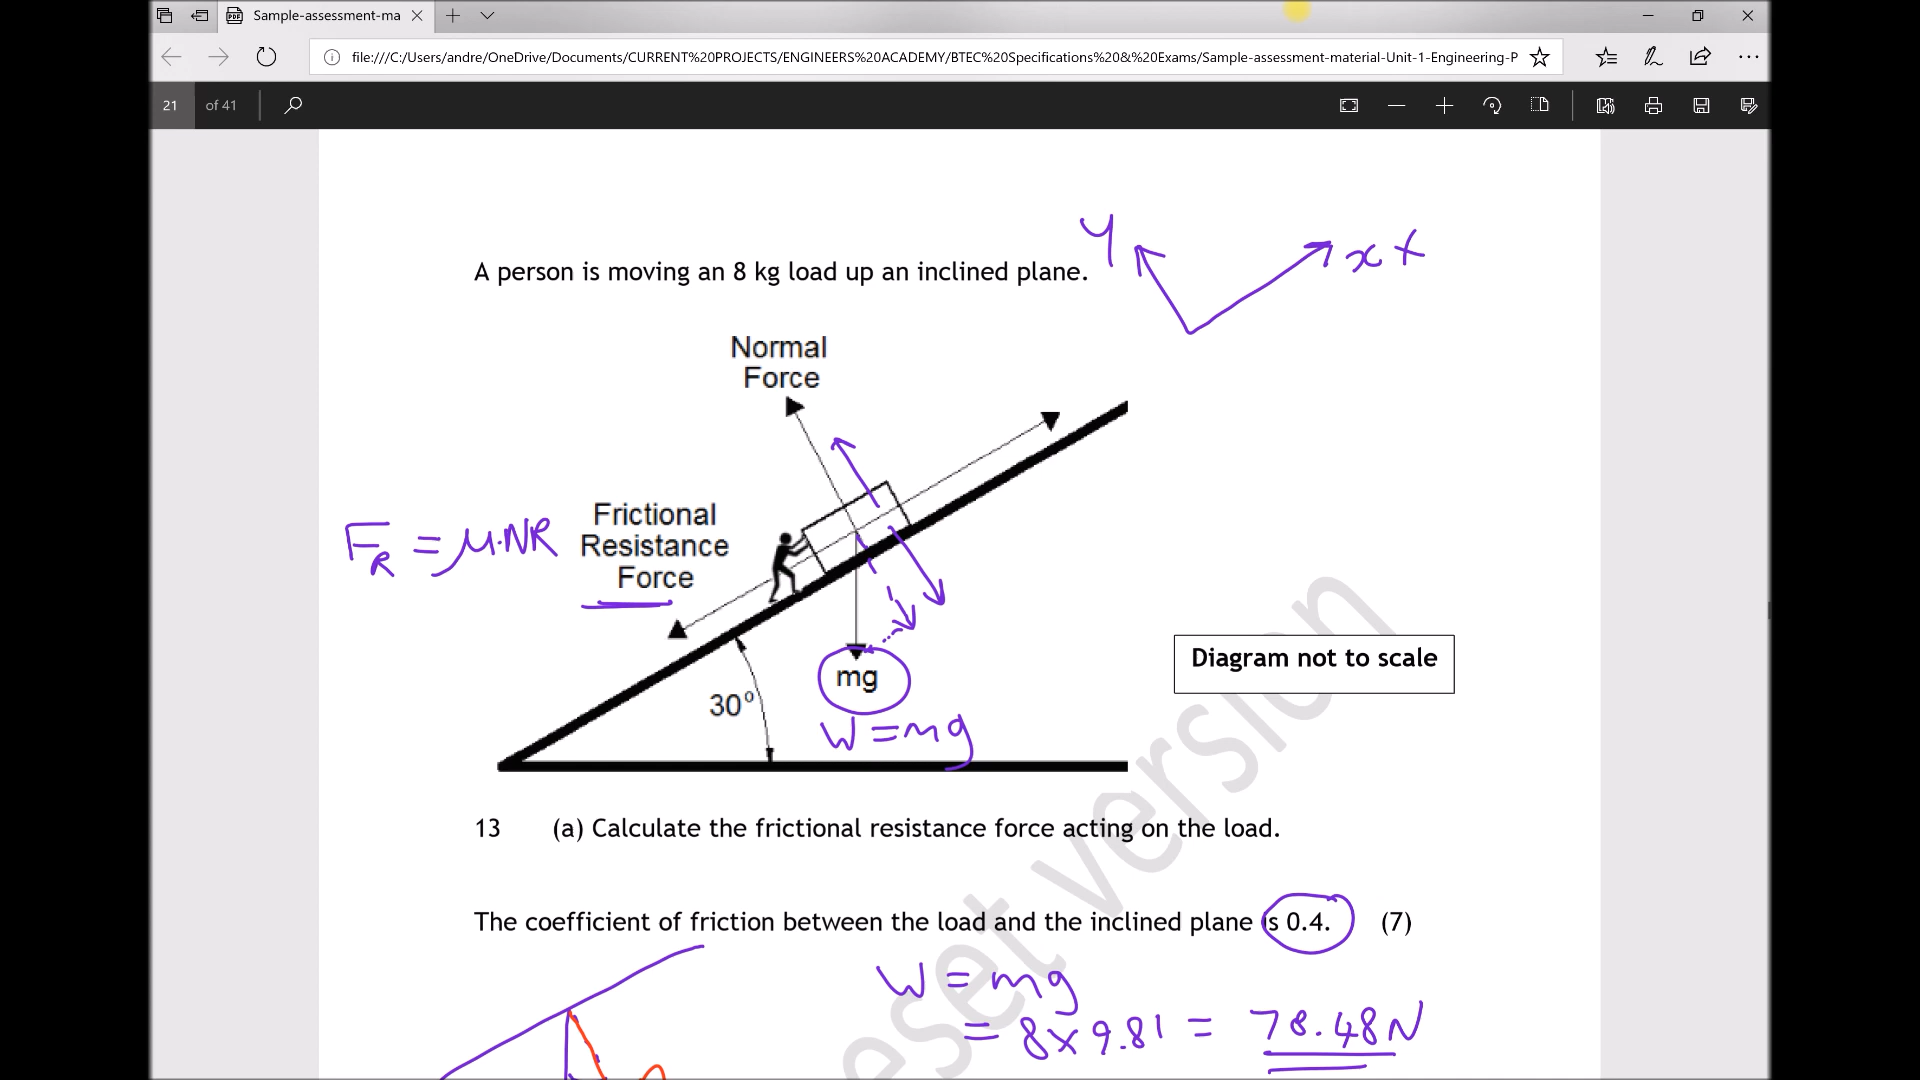 Sample-assessment-ma
file:///C:/Users/andre/OneDrive/Documents/CURRENT%20PROJECTS/ENGINEERS%20ACADEMY/BTEC%20Specifications%20&%20Exams/Sample-assessment-material-Unit-1-Engineering-P
21 of 41
y
x +
A person is moving an 8 kg load up an inclined plane.
Normal
Force
Frictional
Resistance
Force
F_R = μ·NR
mg
W = mg
30°
Diagram not to scale
13 (a) Calculate the frictional resistance force acting on the load.
The coefficient of friction between the load and the inclined plane is 0.4. (7)
W = mg
= 8 x 9.81 = 78.48N
eset version